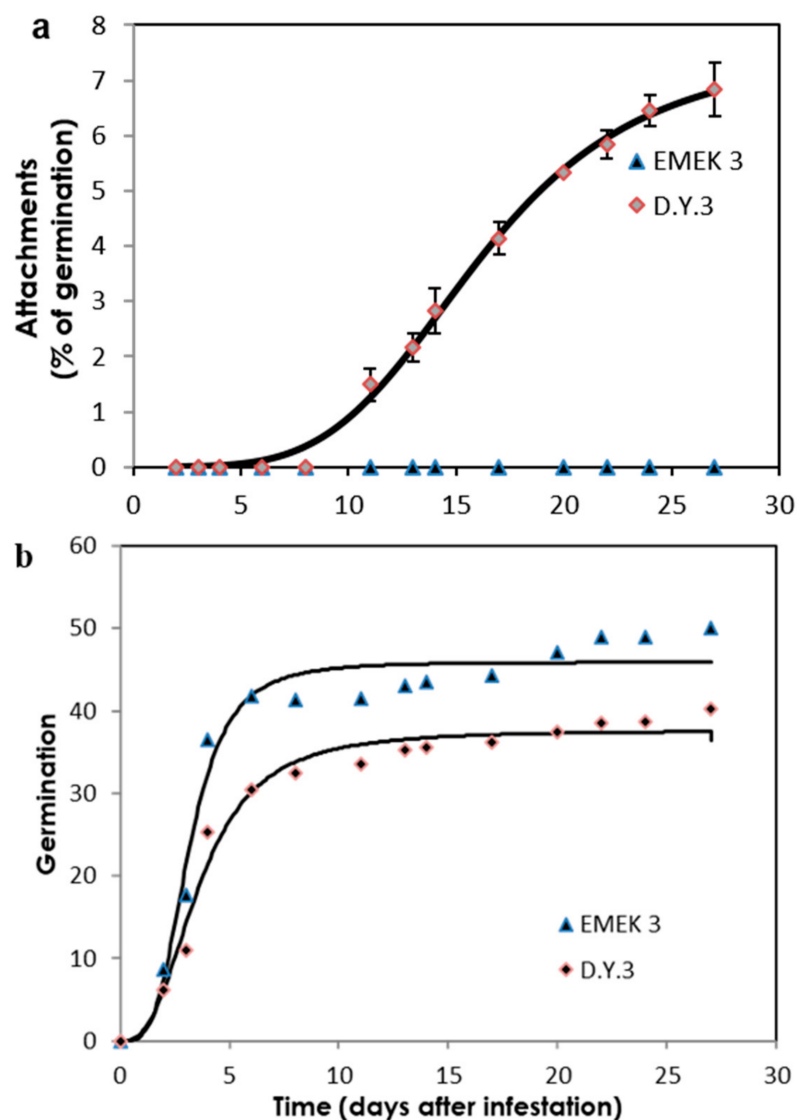 a
8
7
6
5
4
3
2
1
0
Attachments
(% of germination)
EMEK 3
D.Y.3
0 5 10 15 20 25 30
b
60
50
40
30
20
10
0
Germination
EMEK 3
D.Y.3
0 5 10 15 20 25 30
Time (days after infestation)